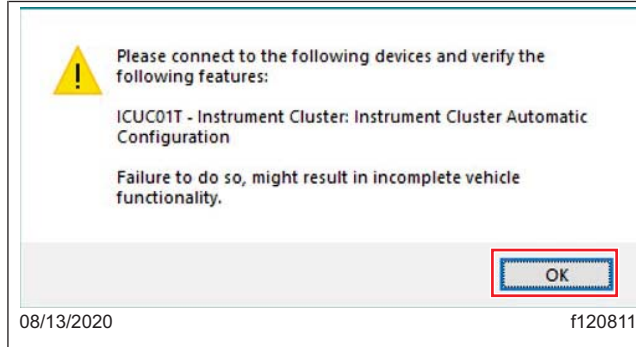 Please connect to the following devices and verify the
following features:
ICUC01T - Instrument Cluster: Instrument Cluster Automatic
Configuration
Failure to do so, might result in incomplete vehicle
functionality.
OK
08/13/2020 f120811